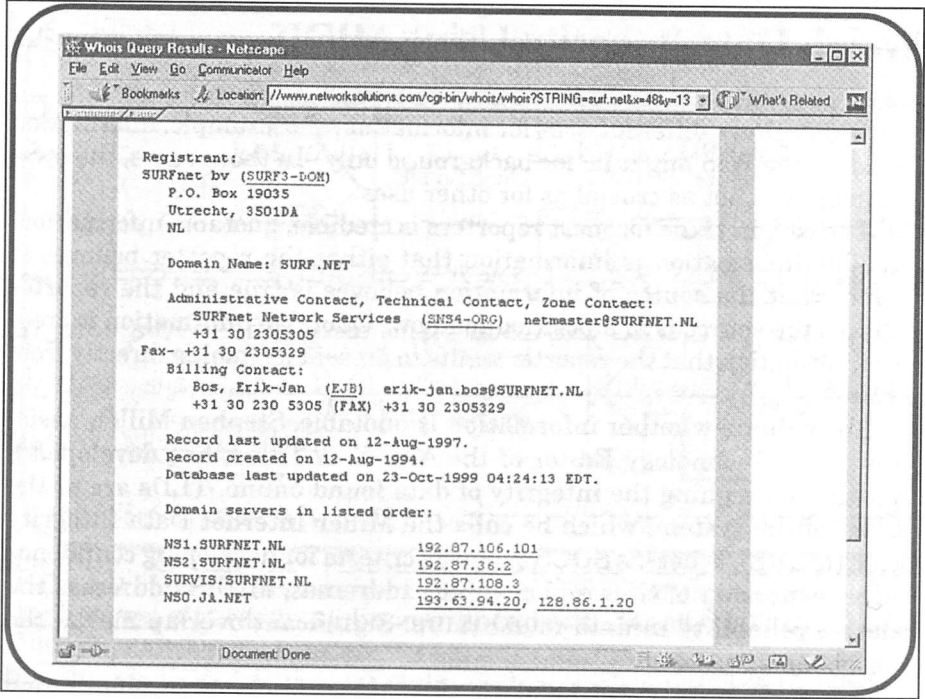 Whois Query Results - Netscape
File Edit View Go Communicator Help
Bookmarks Location: //www.networksolutions.com/cgi-bin/whois/whois?STRING=surf.net&x=48&y=13 What's Related
Registrant:
SURFnet bv (SURF3-DOM)
P.O. Box 19035
Utrecht, 3501DA
NL
Domain Name: SURF.NET
Administrative Contact, Technical Contact, Zone Contact:
SURFnet Network Services (SNS4-ORG) netmaster@SURFNET.NL
+31 30 2305305
Fax- +31 30 2305329
Billing Contact:
Bos, Erik-Jan (EJB) erik-jan.bos@SURFNET.NL
+31 30 230 5305 (FAX) +31 30 2305329
Record last updated on 12-Aug-1997.
Record created on 12-Aug-1994.
Database last updated on 23-Oct-1999 04:24:13 EDT.
Domain servers in listed order:
NS1.SURFNET.NL 192.87.106.101
NS2.SURFNET.NL 192.87.36.2
SURVIS.SURFNET.NL 192.87.108.3
NS0.JA.NET 193.63.94.20, 128.86.1.20
Document: Done